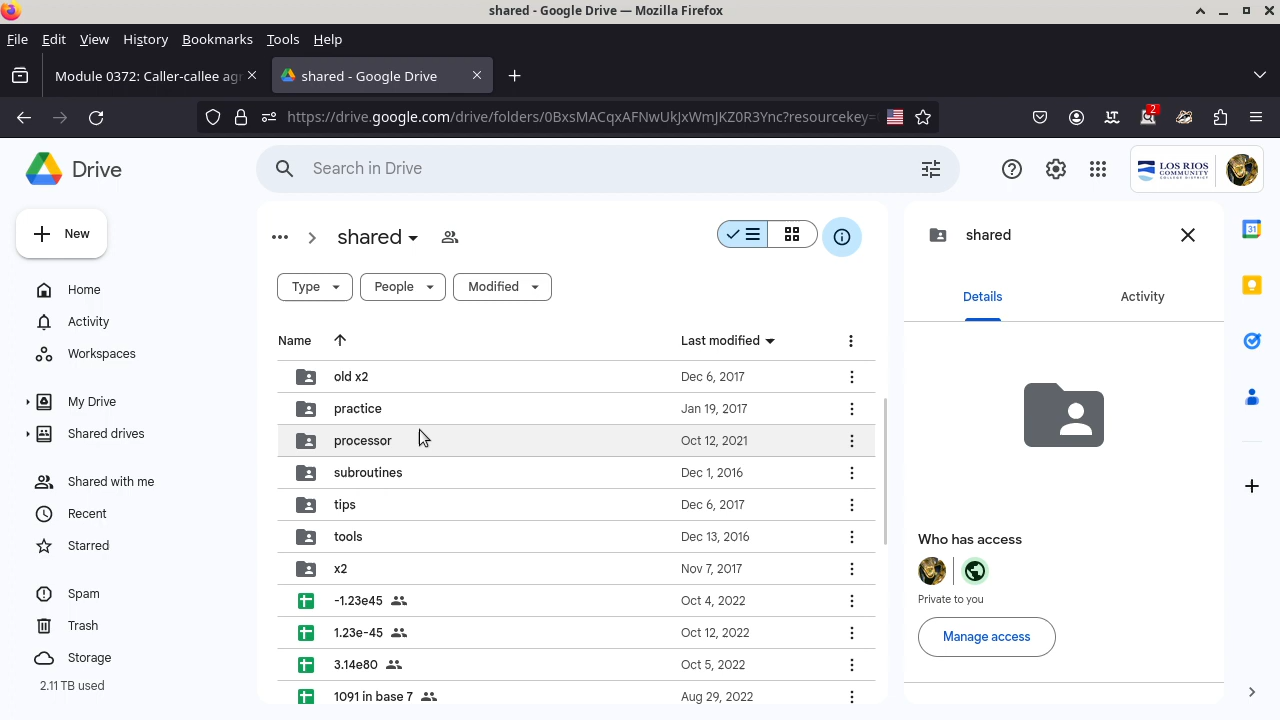 shared - Google Drive — Mozilla Firefox
File Edit View History Bookmarks Tools Help
Module 0372: Caller-callee agr
shared - Google Drive
https://drive.google.com/drive/folders/0BxsMACqxAFNwUkJxWmJKZ0R3Ync?resourcekey=
2
Drive
Search in Drive
LOS RIOS
COMMUNITY
COLLEGE DISTRICT
New
Home
Activity
Workspaces
My Drive
Shared drives
Shared with me
Recent
Starred
Spam
Trash
Storage
2.11 TB used
shared
Type People Modified
Name Last modified
old x2 Dec 6, 2017
practice Jan 19, 2017
processor Oct 12, 2021
subroutines Dec 1, 2016
tips Dec 6, 2017
tools Dec 13, 2016
x2 Nov 7, 2017
-1.23e45 Oct 4, 2022
1.23e-45 Oct 12, 2022
3.14e80 Oct 5, 2022
1091 in base 7 Aug 29, 2022
shared
Details Activity
Who has access
Private to you
Manage access
31